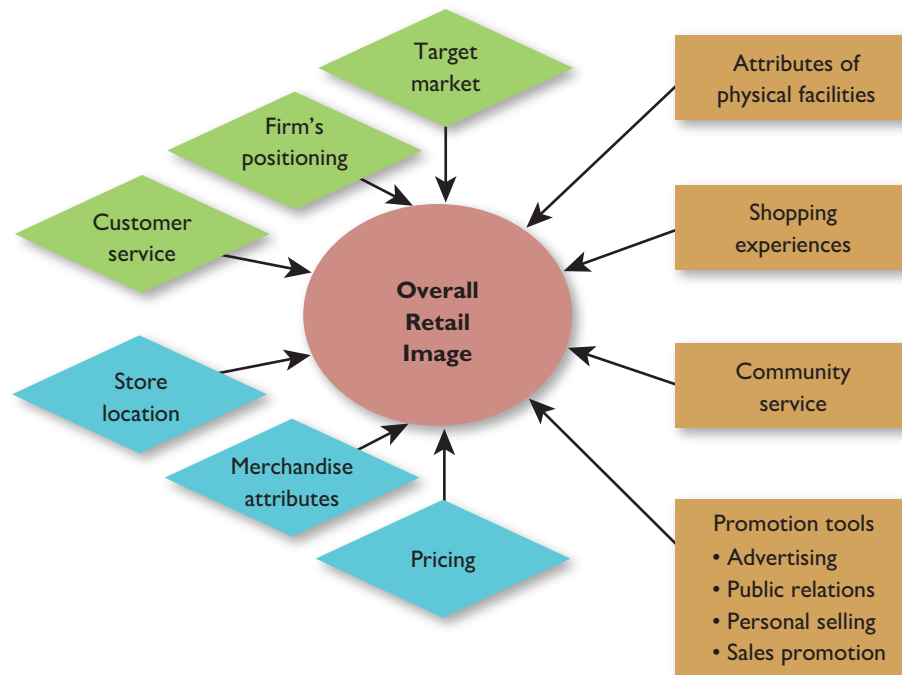 Target
market
Firm's
positioning
Customer
service
Store
location
Merchandise
attributes
Pricing
Overall
Retail
Image
Attributes of
physical facilities
Shopping
experiences
Community
service
Promotion tools
• Advertising
• Public relations
• Personal selling
• Sales promotion